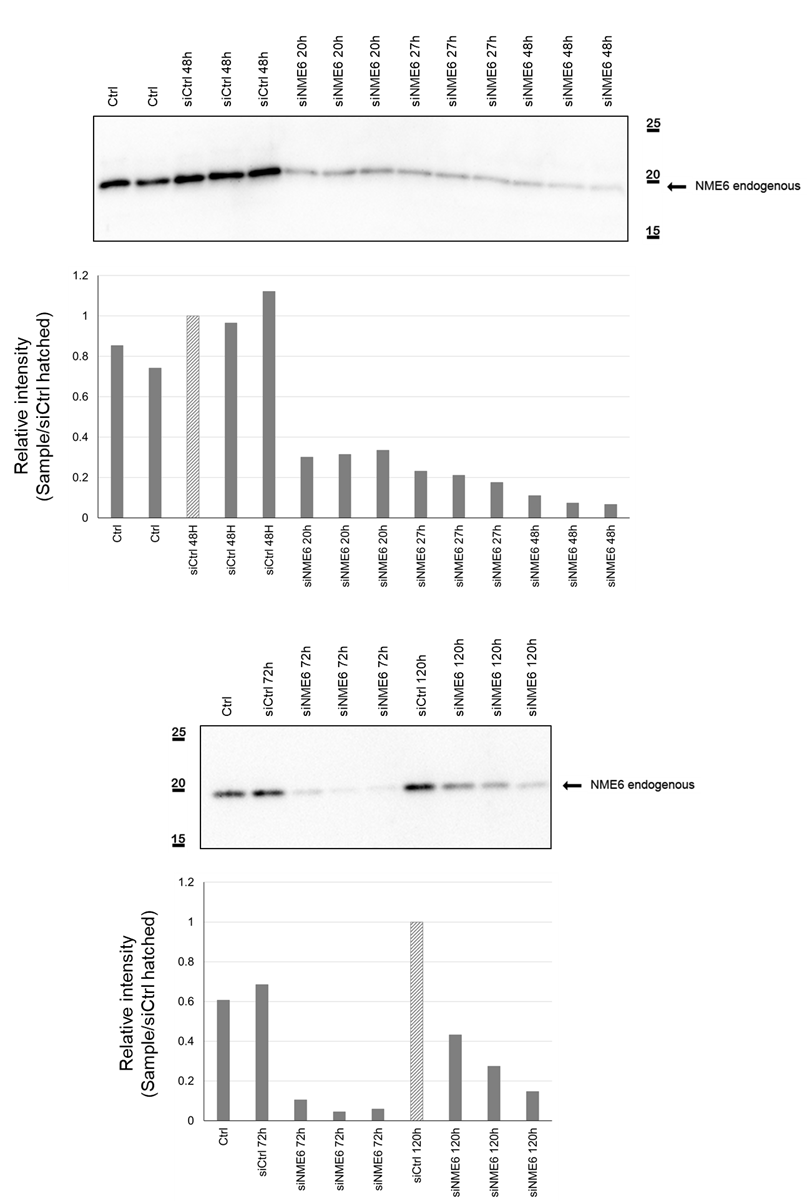 Ctrl
Ctrl
siCtrl 48h
siCtrl 48h
siCtrl 48h
siNME6 20h
siNME6 20h
siNME6 20h
siNME6 27h
siNME6 27h
siNME6 27h
siNME6 48h
siNME6 48h
siNME6 48h
25
20
NME6 endogenous
15
Relative intensity
(Sample/siCtrl hatched)
1.2
1
0.8
0.6
0.4
0.2
0
Ctrl
Ctrl
siCtrl 48H
siCtrl 48H
siCtrl 48H
siNME6 20h
siNME6 20h
siNME6 20h
siNME6 27h
siNME6 27h
siNME6 27h
siNME6 48h
siNME6 48h
siNME6 48h
Ctrl
siCtrl 72h
siNME6 72h
siNME6 72h
siNME6 72h
siCtrl 120h
siNME6 120h
siNME6 120h
siNME6 120h
25
20
NME6 endogenous
15
Relative intensity
(Sample/siCtrl hatched)
1.2
1
0.8
0.6
0.4
0.2
0
Ctrl
siCtrl 72h
siNME6 72h
siNME6 72h
siNME6 72h
siCtrl 120h
siNME6 120h
siNME6 120h
siNME6 120h